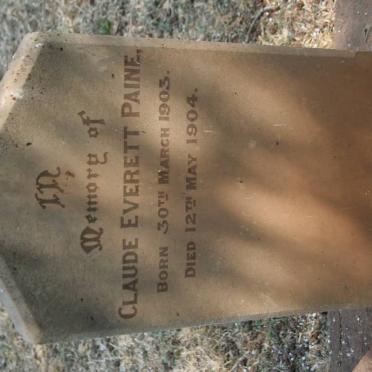 In
Memory of
CLAUDE EVERETT PAINE,
BORN 30TH MARCH 1903.
DIED 12TH MAY 1904.